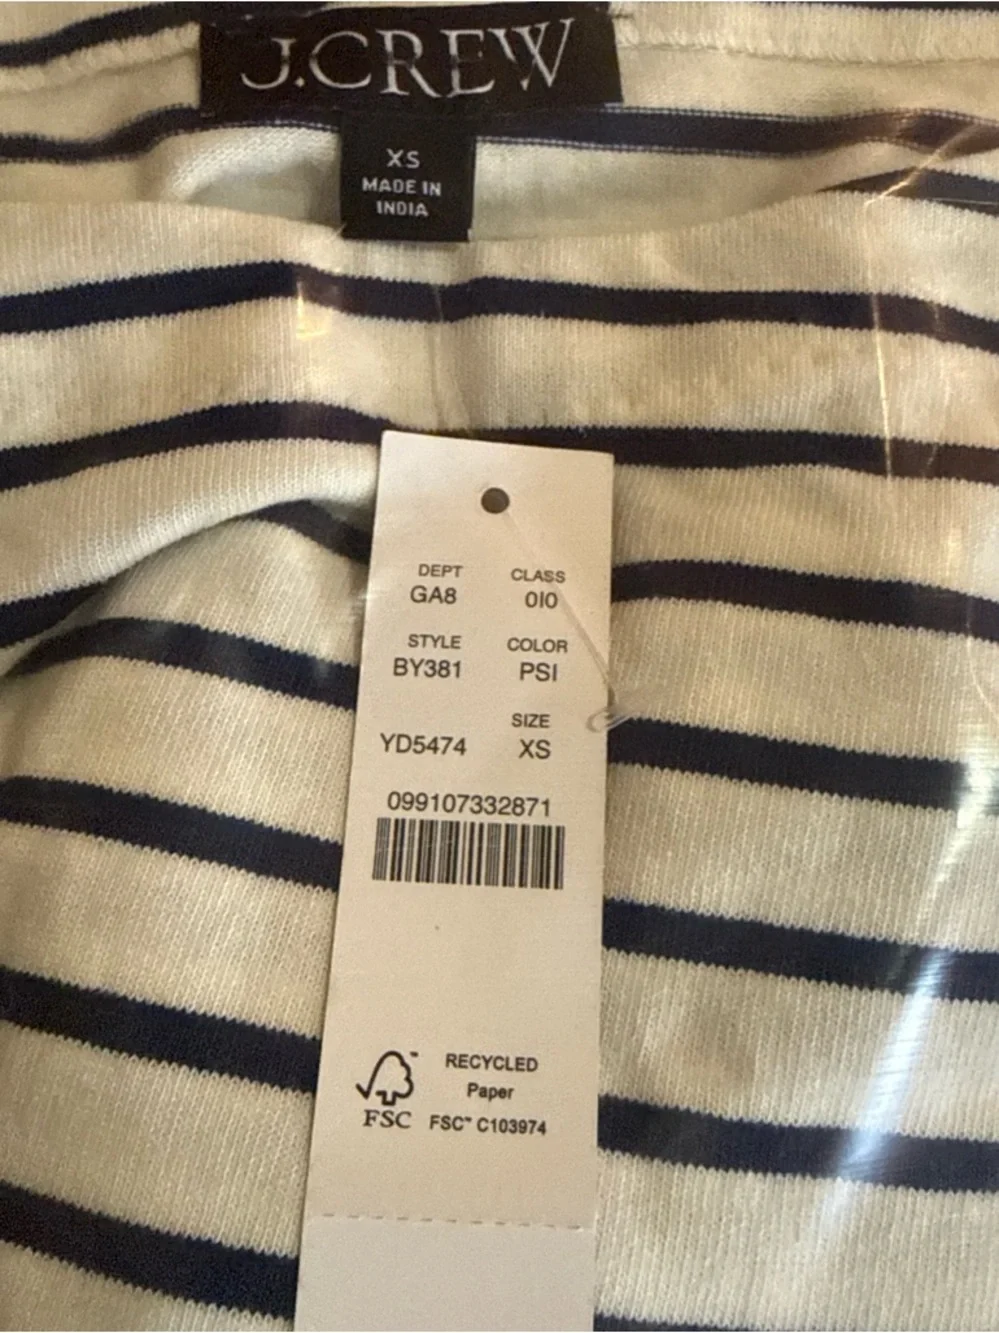 J.CREW
XS
MADE IN
INDIA
DEPT CLASS
GA8 010
STYLE COLOR
BY381 PSI
SIZE
YD5474 XS
099107332871
RECYCLED
Paper
FSC™ C103974
FSC